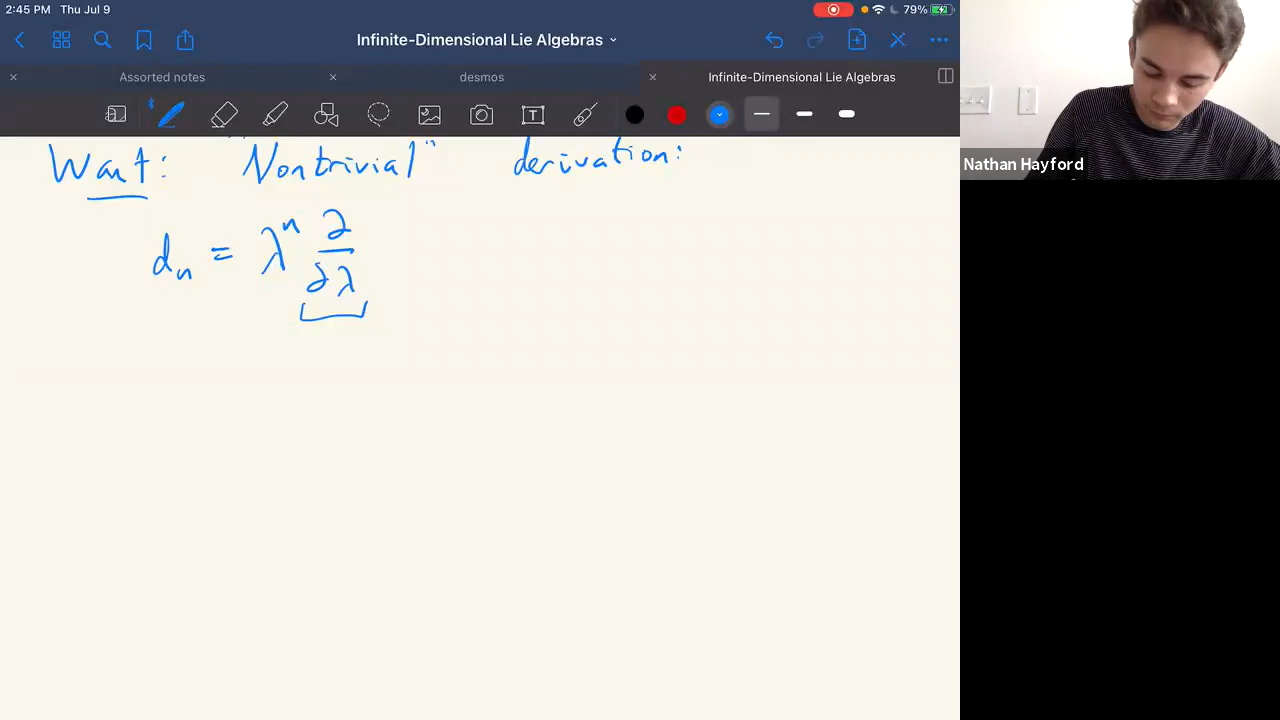 2:45 PM Thu Jul 9
79%
Infinite-Dimensional Lie Algebras
Assorted notes
desmos
Infinite-Dimensional Lie Algebras
T
Nathan Hayford
Want: "Nontrivial" derivation:
dₙ = λⁿ ∂/∂λ